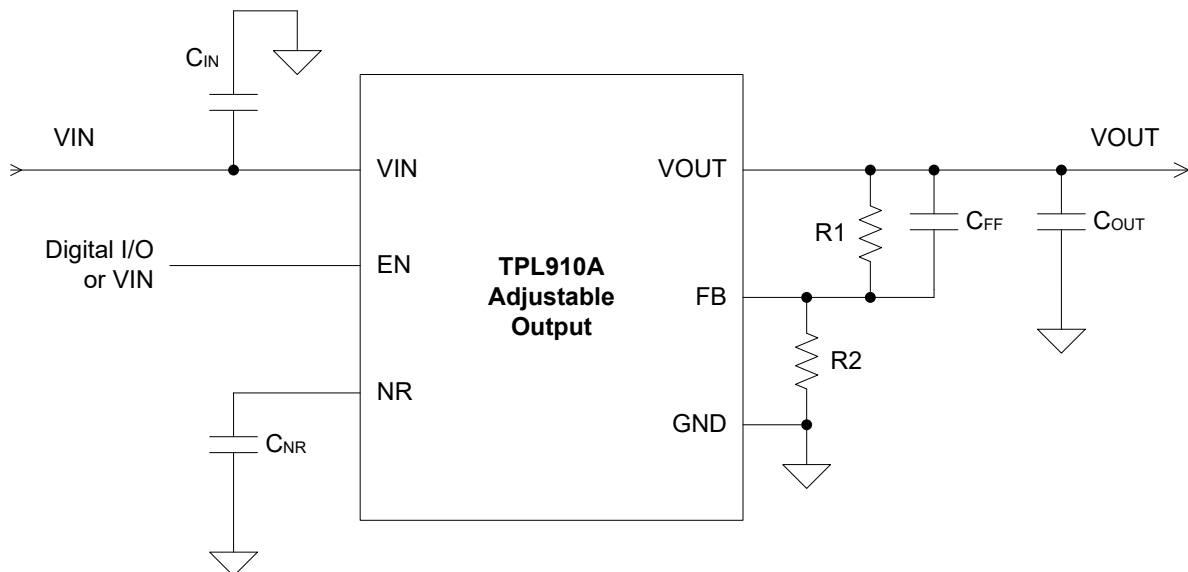 CIN
VIN
VIN
VOUT
VOUT
R1
CFF
COUT
Digital I/O
or VIN
EN
TPL910A
Adjustable
Output
FB
R2
NR
GND
CNR